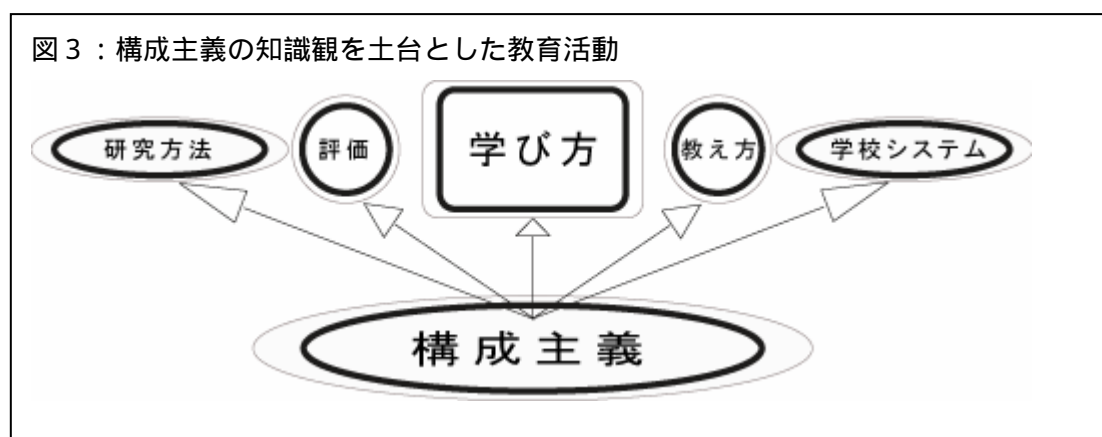 図3：構成主義の知識観を土台とした教育活動
研究方法
評価
学び方
教え方
学校システム
構成主義